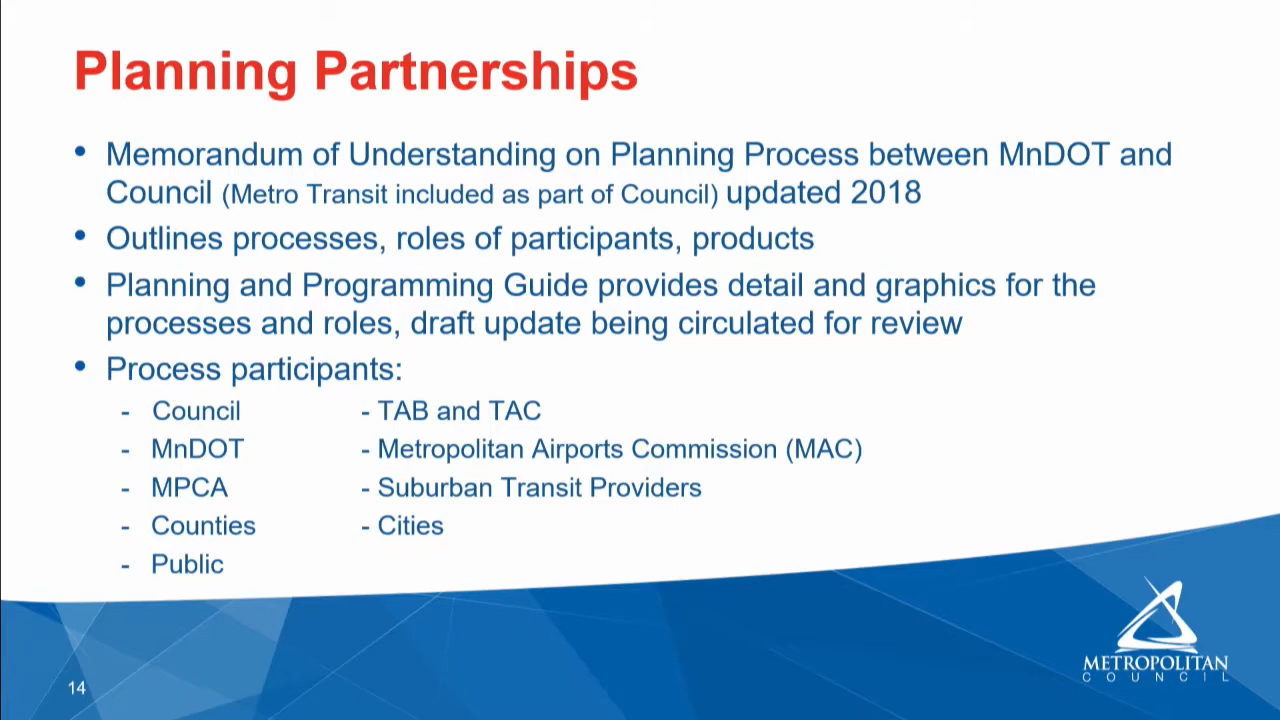 Planning Partnerships
• Memorandum of Understanding on Planning Process between MnDOT and
Council (Metro Transit included as part of Council) updated 2018
• Outlines processes, roles of participants, products
• Planning and Programming Guide provides detail and graphics for the
processes and roles, draft update being circulated for review
• Process participants:
- Council - TAB and TAC
- MnDOT - Metropolitan Airports Commission (MAC)
- MPCA - Suburban Transit Providers
- Counties - Cities
- Public
14
METROPOLITAN
COUNCIL